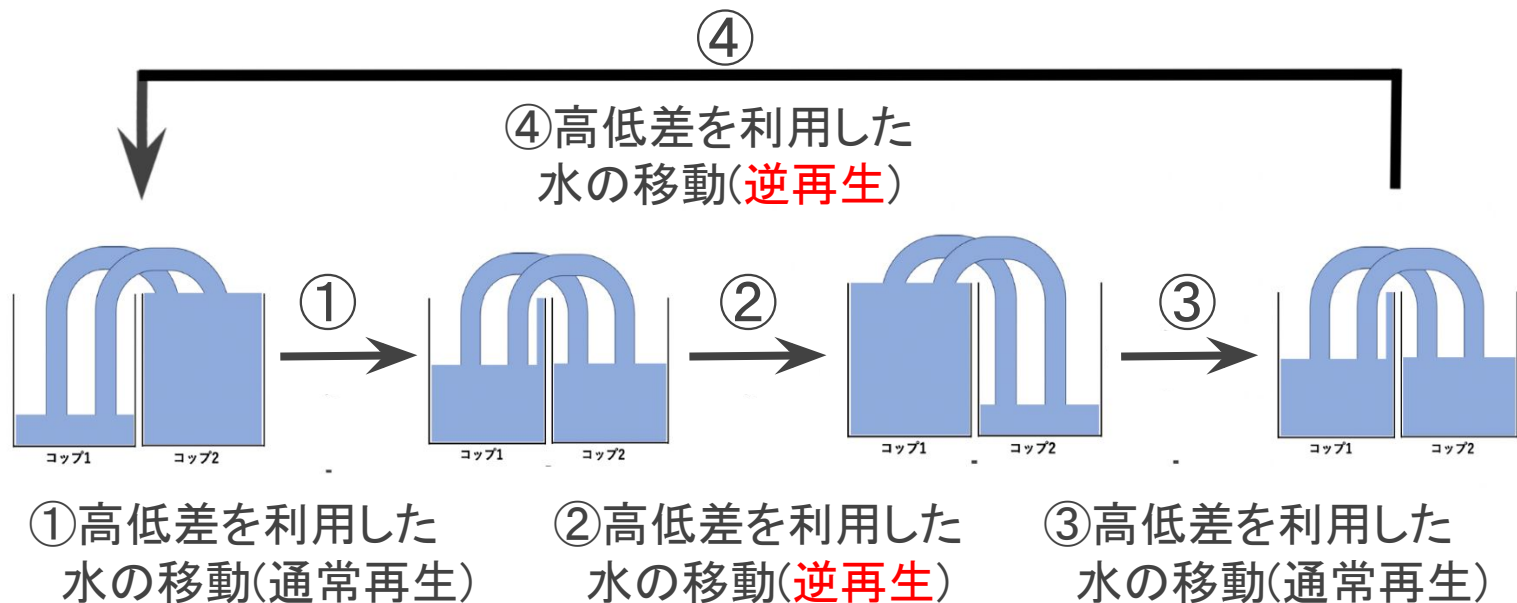 ④
④高低差を利用した
水の移動(逆再生)
①
②
③
コップ1
コップ2
コップ1
コップ2
コップ1
コップ2
コップ1
コップ2
①高低差を利用した
水の移動(通常再生)
②高低差を利用した
水の移動(逆再生)
③高低差を利用した
水の移動(通常再生)